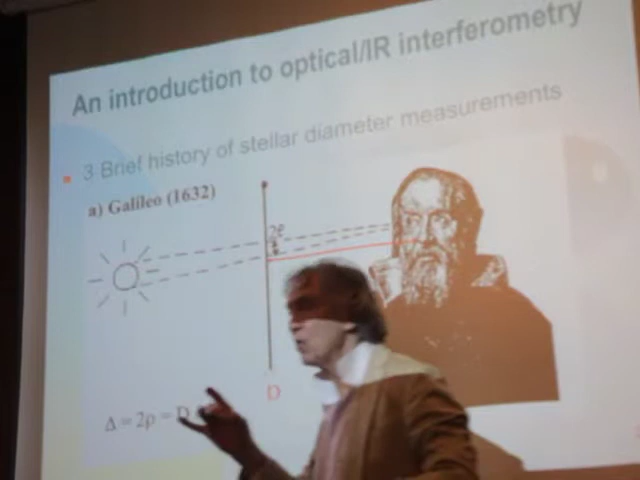 An introduction to optical/IR interferometry
3 Brief history of stellar diameter measurements
a) Galileo (1632)
2ρ
D
Δ = 2ρ = D